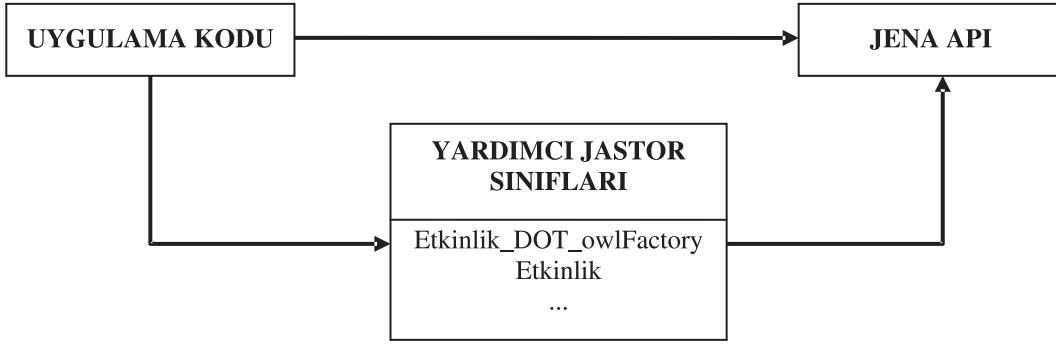 UYGULAMA KODU
JENA API
YARDIMCI JASTOR
SINIFLARI
Etkinlik_DOT_owlFactory
Etkinlik
...